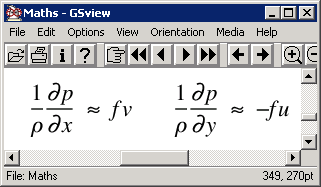 Maths - GSview
File Edit Options View Orientation Media Help
1/ρ ∂p/∂x ≈ fv    1/ρ ∂p/∂y ≈ -fu
File: Maths 349, 270pt